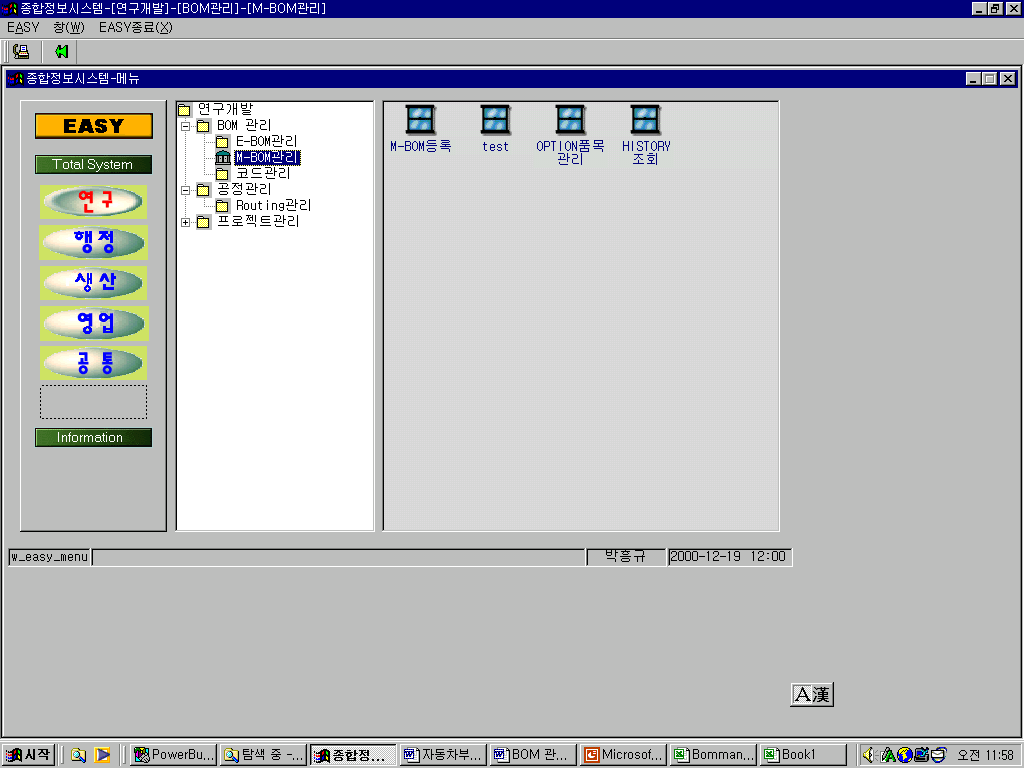 종합정보시스템-[연구개발]-[BOM관리]-[M-BOM관리]
EASY 창(W) EASY종료(X)
종합정보시스템-메뉴
EASY
Total System
연구
행정
생산
영업
공통
Information
연구개발
BOM 관리
E-BOM관리
M-BOM관리
코드관리
공정관리
Routing관리
프로젝트관리
M-BOM등록 test OPTION품목 HISTORY
관리 조회
w_easy_menu 박흥규 2000-12-19 12:00
A漢
시작 PowerBu... 탐색 중 -... 종합정... 자동차부... BOM 관... Microsof... Bomman... Book1 오전 11:58